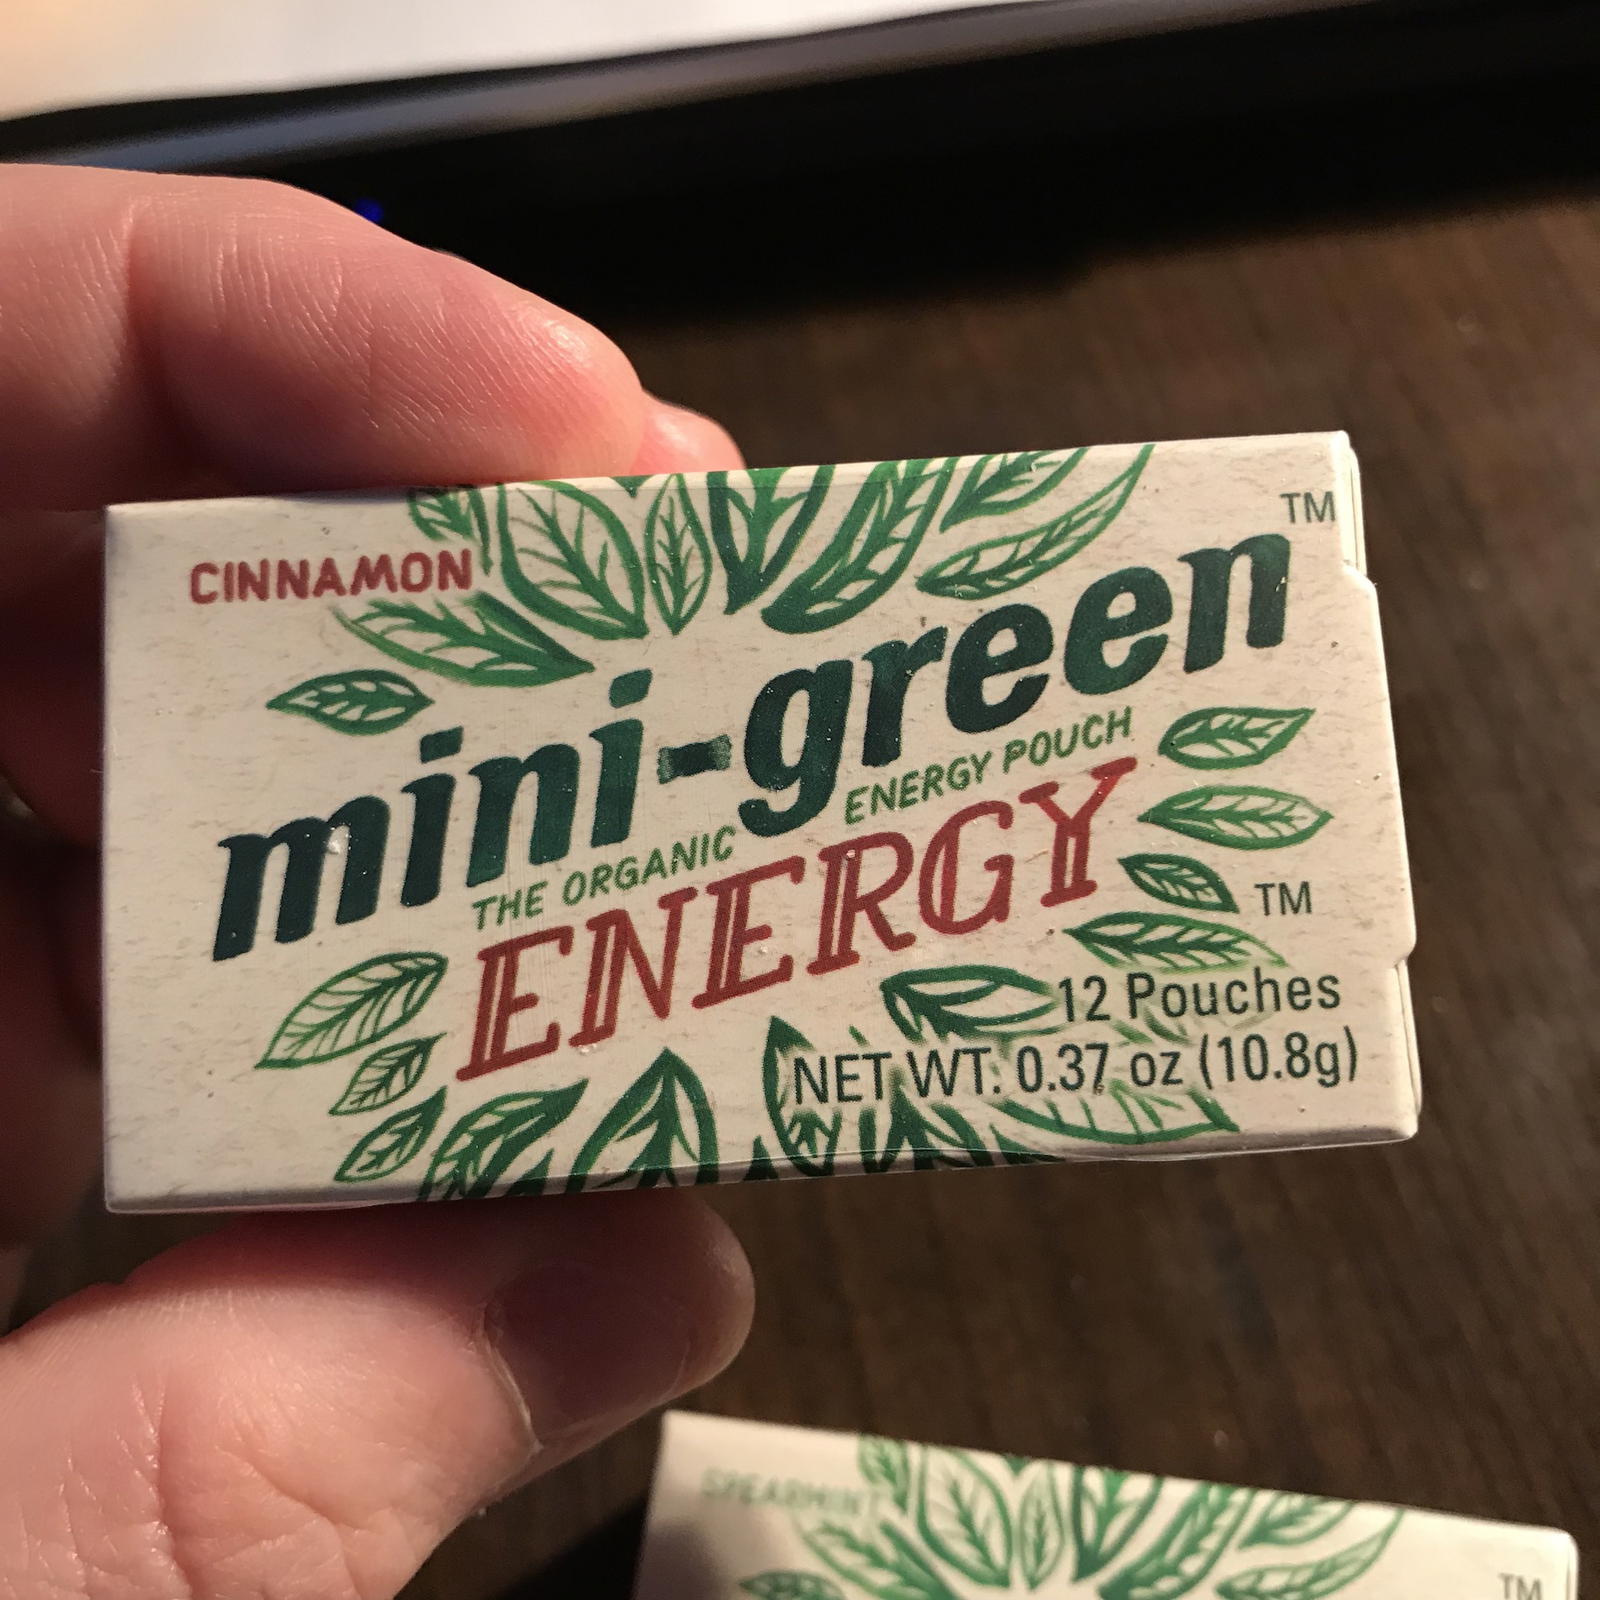 CINNAMON
TM
mini-green
THE ORGANIC ENERGY POUCH
ENERGY
TM
12 Pouches
NET WT. 0.37 oz (10.8g)
SPEARMINT
TM